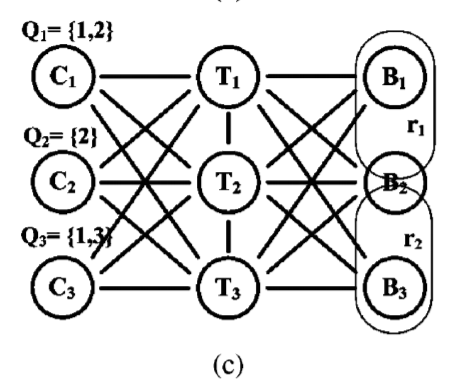 Q₁= {1,2}
C₁ T₁ B₁
r₁
Q₂= {2}
C₂ T₂ B₂
Q₃= {1,3}
r₂
C₃ T₃ B₃
(c)